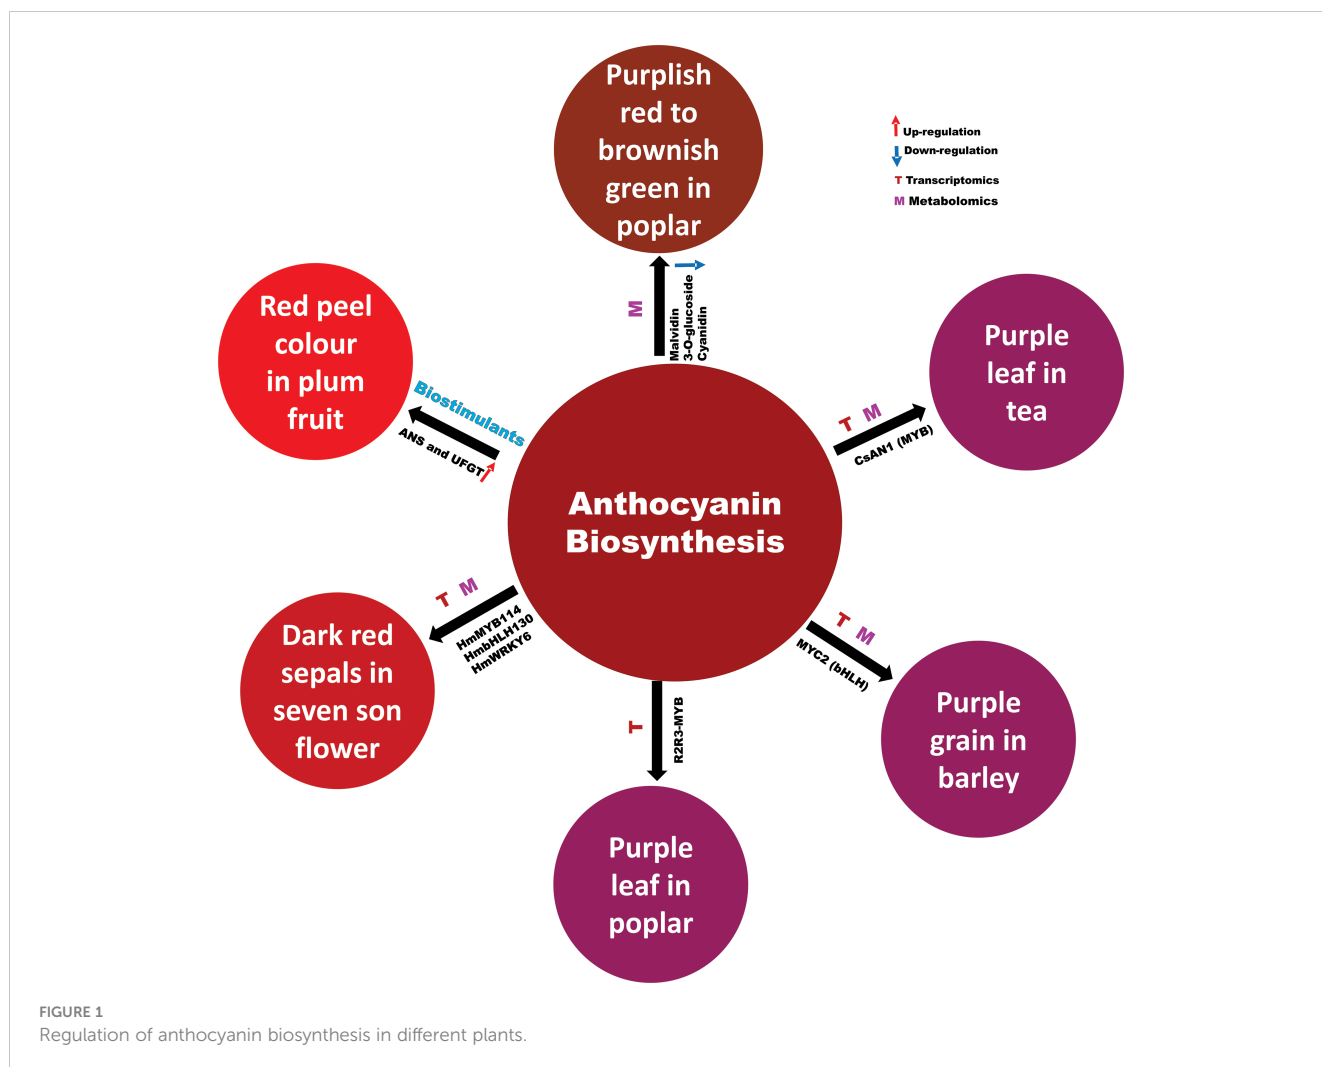 Purplish
red to
brownish
green in
poplar
Up-regulation
Down-regulation
T Transcriptomics
M Metabolomics
M
Malvidin
3-O-glucoside
Cyanidin
Red peel
colour
in plum
fruit
Biostimulants
ANS and UFGT
Purple
leaf in
tea
T M
CsAN1 (MYB)
Anthocyanin
Biosynthesis
T M
HmMYB114
HmbHLH130
HmWRKY6
Dark red
sepals in
seven son
flower
T M
MYC2 (bHLH)
Purple
grain in
barley
T
R2R3-MYB
Purple
leaf in
poplar
FIGURE 1
Regulation of anthocyanin biosynthesis in different plants.